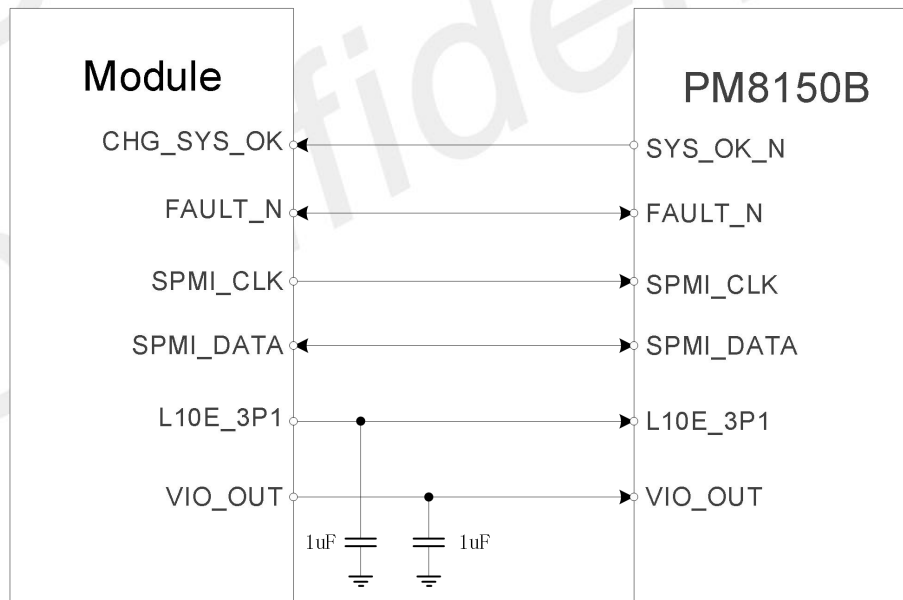 Module
PM8150B
CHG_SYS_OK
SYS_OK_N
FAULT_N
FAULT_N
SPMI_CLK
SPMI_CLK
SPMI_DATA
SPMI_DATA
L10E_3P1
L10E_3P1
VIO_OUT
VIO_OUT
1uF
1uF